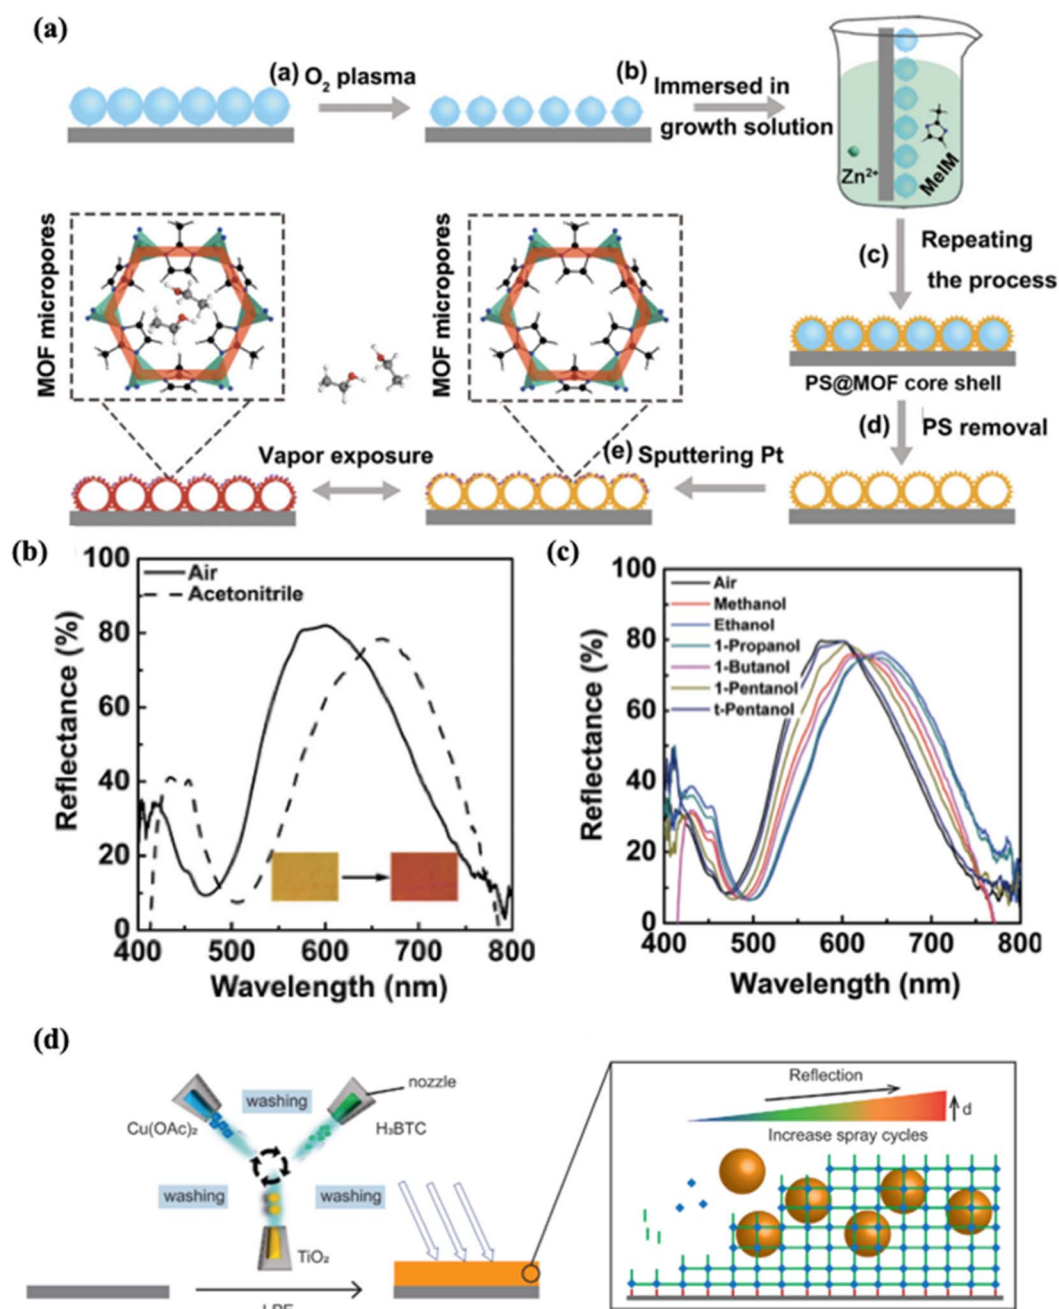 (a)
(a) O₂ plasma
(b) Immersed in
growth solution
Zn²⁺
MeIM
(c) Repeating
the process
PS@MOF core shell
(d) PS removal
MOF micropores
MOF micropores
Vapor exposure
(e) Sputtering Pt
(b)
Air
Acetonitrile
Reflectance (%)
100
80
60
40
20
0
400 500 600 700 800
Wavelength (nm)
(c)
Air
Methanol
Ethanol
1-Propanol
1-Butanol
1-Pentanol
t-Pentanol
Reflectance (%)
100
80
60
40
20
0
400 500 600 700 800
Wavelength (nm)
(d)
washing
nozzle
Cu(OAc)₂
H₃BTC
washing
washing
TiO₂
Reflection
d
Increase spray cycles